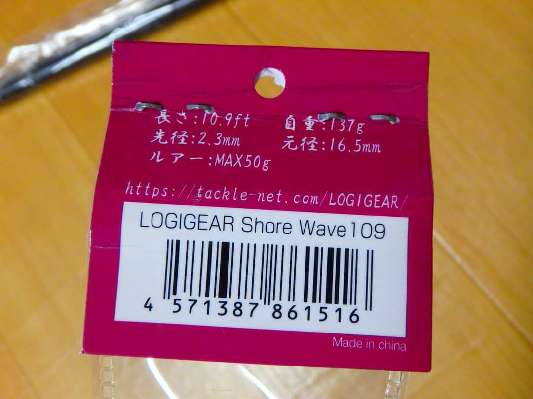 長さ:10.9ft 自重:137g
先径:2.3mm 元径:16.5mm
ルアー:MAX50g
https://tackle-net.com/LOGIGEAR/
LOGIGEAR Shore Wave109
4 571387 861516
Made in china